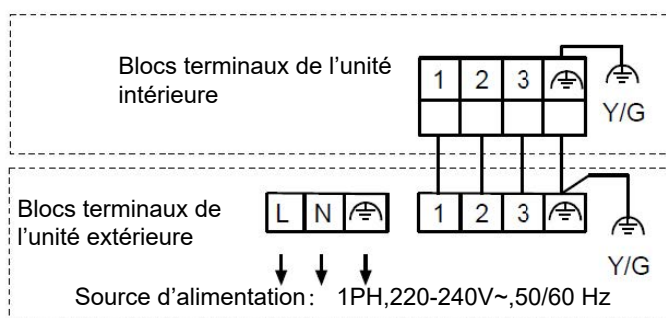 Blocs terminaux de l’unité
intérieure
1 2 3
Y/G
Blocs terminaux de
l’unité extérieure
L N
1 2 3
Y/G
Source d’alimentation: 1PH,220-240V~,50/60 Hz